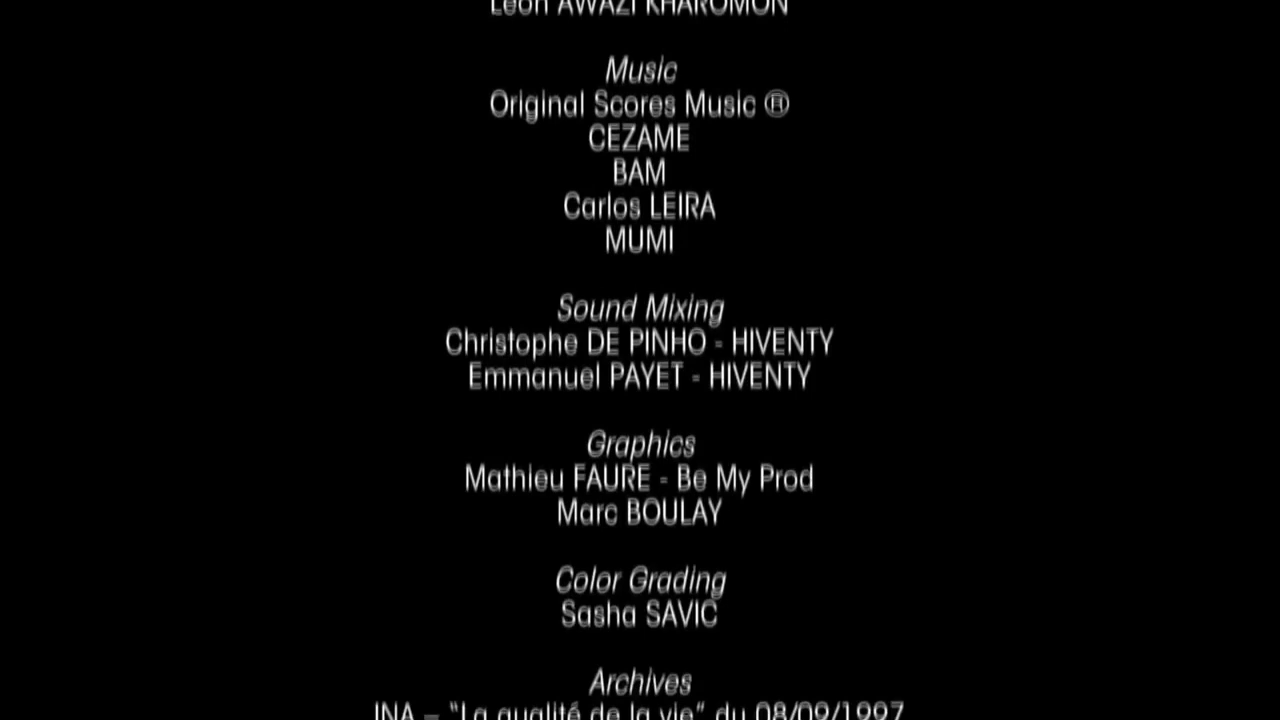 Léon AWAZI KHAROMON
Music
Original Scores Music ®
CEZAME
BAM
Carlos LEIRA
MUMI
Sound Mixing
Christophe DE PINHO - HIVENTY
Emmanuel PAYET - HIVENTY
Graphics
Mathieu FAURE - Be My Prod
Marc BOULAY
Color Grading
Sasha SAVIC
Archives
INA – “La qualité de la vie” du 08/09/1997